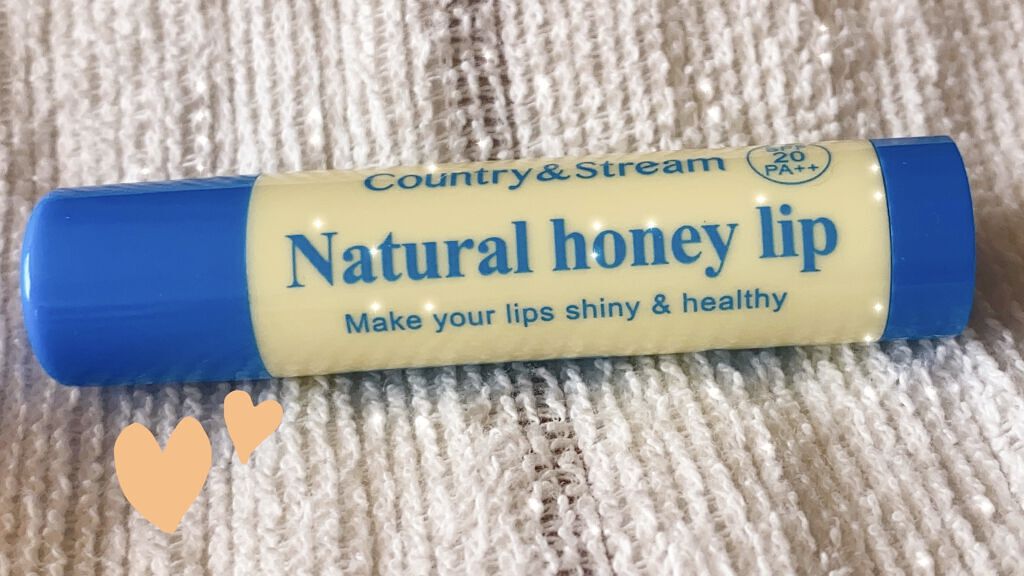 Country&Stream
SPF
20
PA++
Natural honey lip
Make your lips shiny & healthy